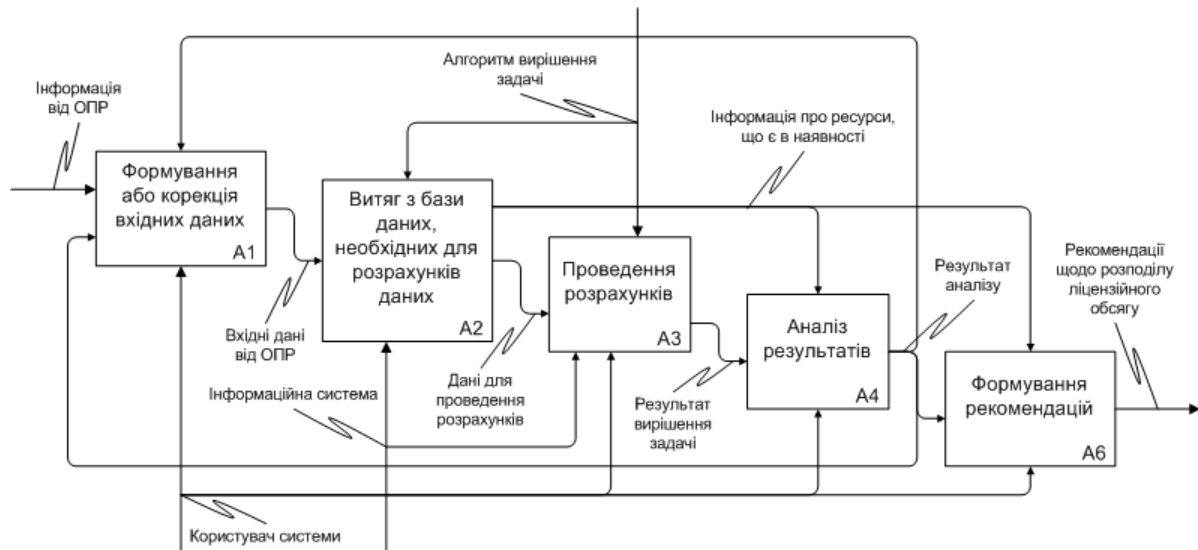 Алгоритм вирішення
задачі
Інформація
від ОПР
Інформація про ресурси,
що є в наявності
Формування
або корекція
вхідних даних
A1
Витяг з бази
даних,
необхідних для
розрахунків
даних
A2
Проведення
розрахунків
A3
Рекомендації
щодо розподілу
ліцензійного
обсягу
Результат
аналізу
Аналіз
результатів
A4
Вхідні дані
від ОПР
Дані для
проведення
розрахунків
Інформаційна система
Результат
вирішення
задачі
Формування
рекомендацій
A6
Користувач системи